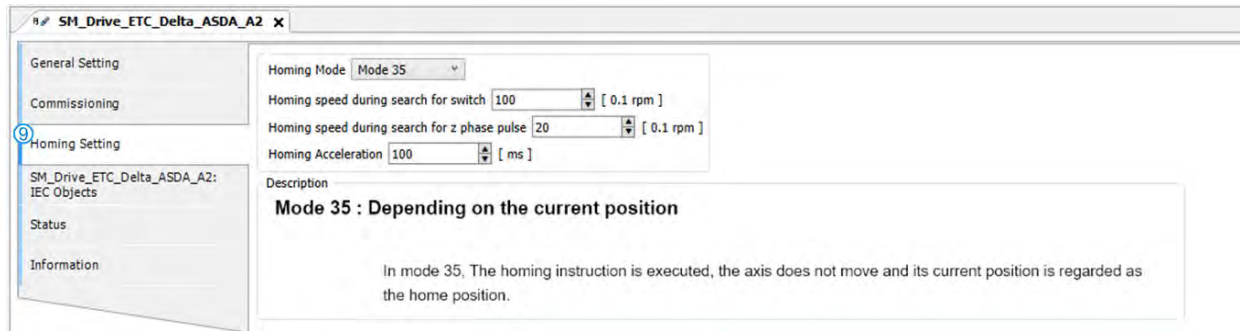 SM_Drive_ETC_Delta_ASDA_A2 X
General Setting
Commissioning
⑨
Homing Setting
SM_Drive_ETC_Delta_ASDA_A2:
IEC Objects
Status
Information
Homing Mode Mode 35
Homing speed during search for switch 100 [ 0.1 rpm ]
Homing speed during search for z phase pulse 20 [ 0.1 rpm ]
Homing Acceleration 100 [ ms ]
Description
Mode 35 : Depending on the current position
In mode 35, The homing instruction is executed, the axis does not move and its current position is regarded as
the home position.